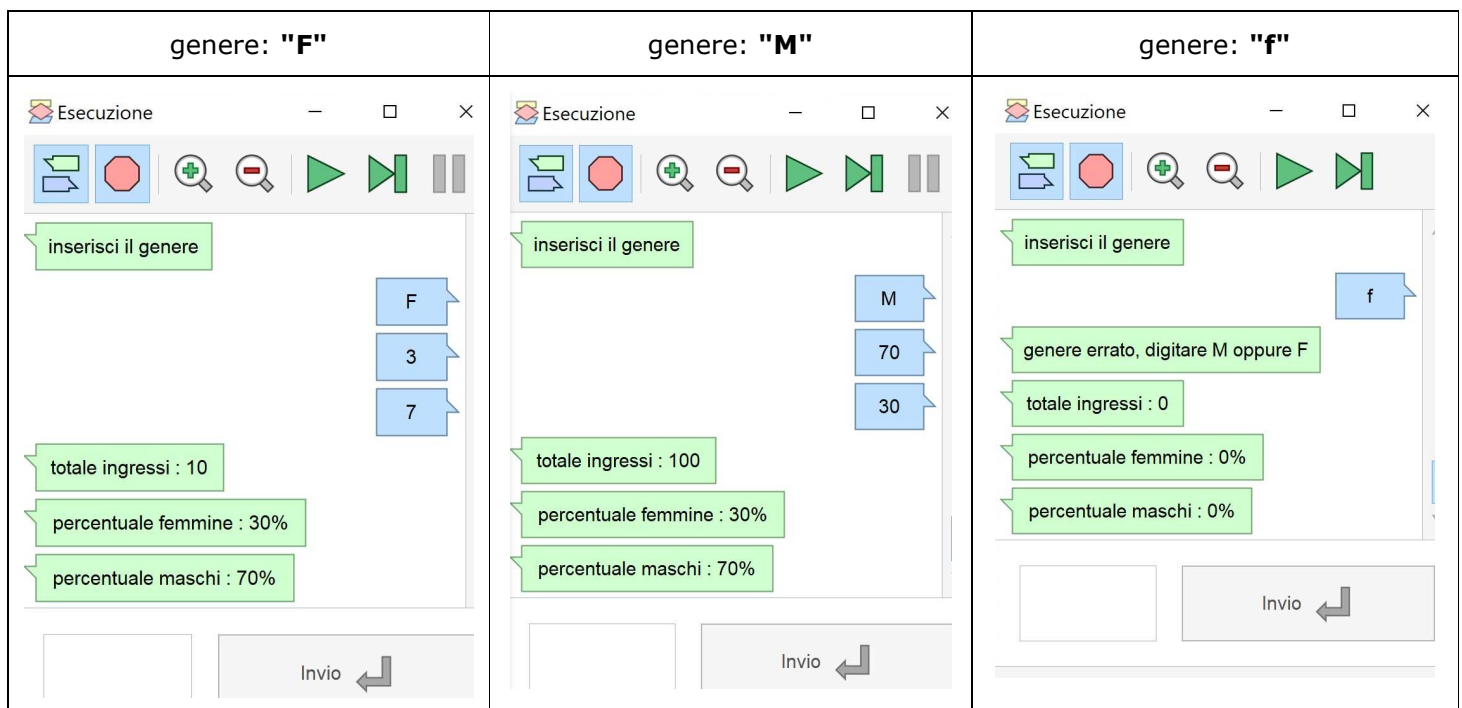 genere: "F"
Esecuzione
inserisci il genere
F
3
7
totale ingressi : 10
percentuale femmine : 30%
percentuale maschi : 70%
Invio
genere: "M"
Esecuzione
inserisci il genere
M
70
30
totale ingressi : 100
percentuale femmine : 30%
percentuale maschi : 70%
Invio
genere: "f"
Esecuzione
inserisci il genere
f
genere errato, digitare M oppure F
totale ingressi : 0
percentuale femmine : 0%
percentuale maschi : 0%
Invio